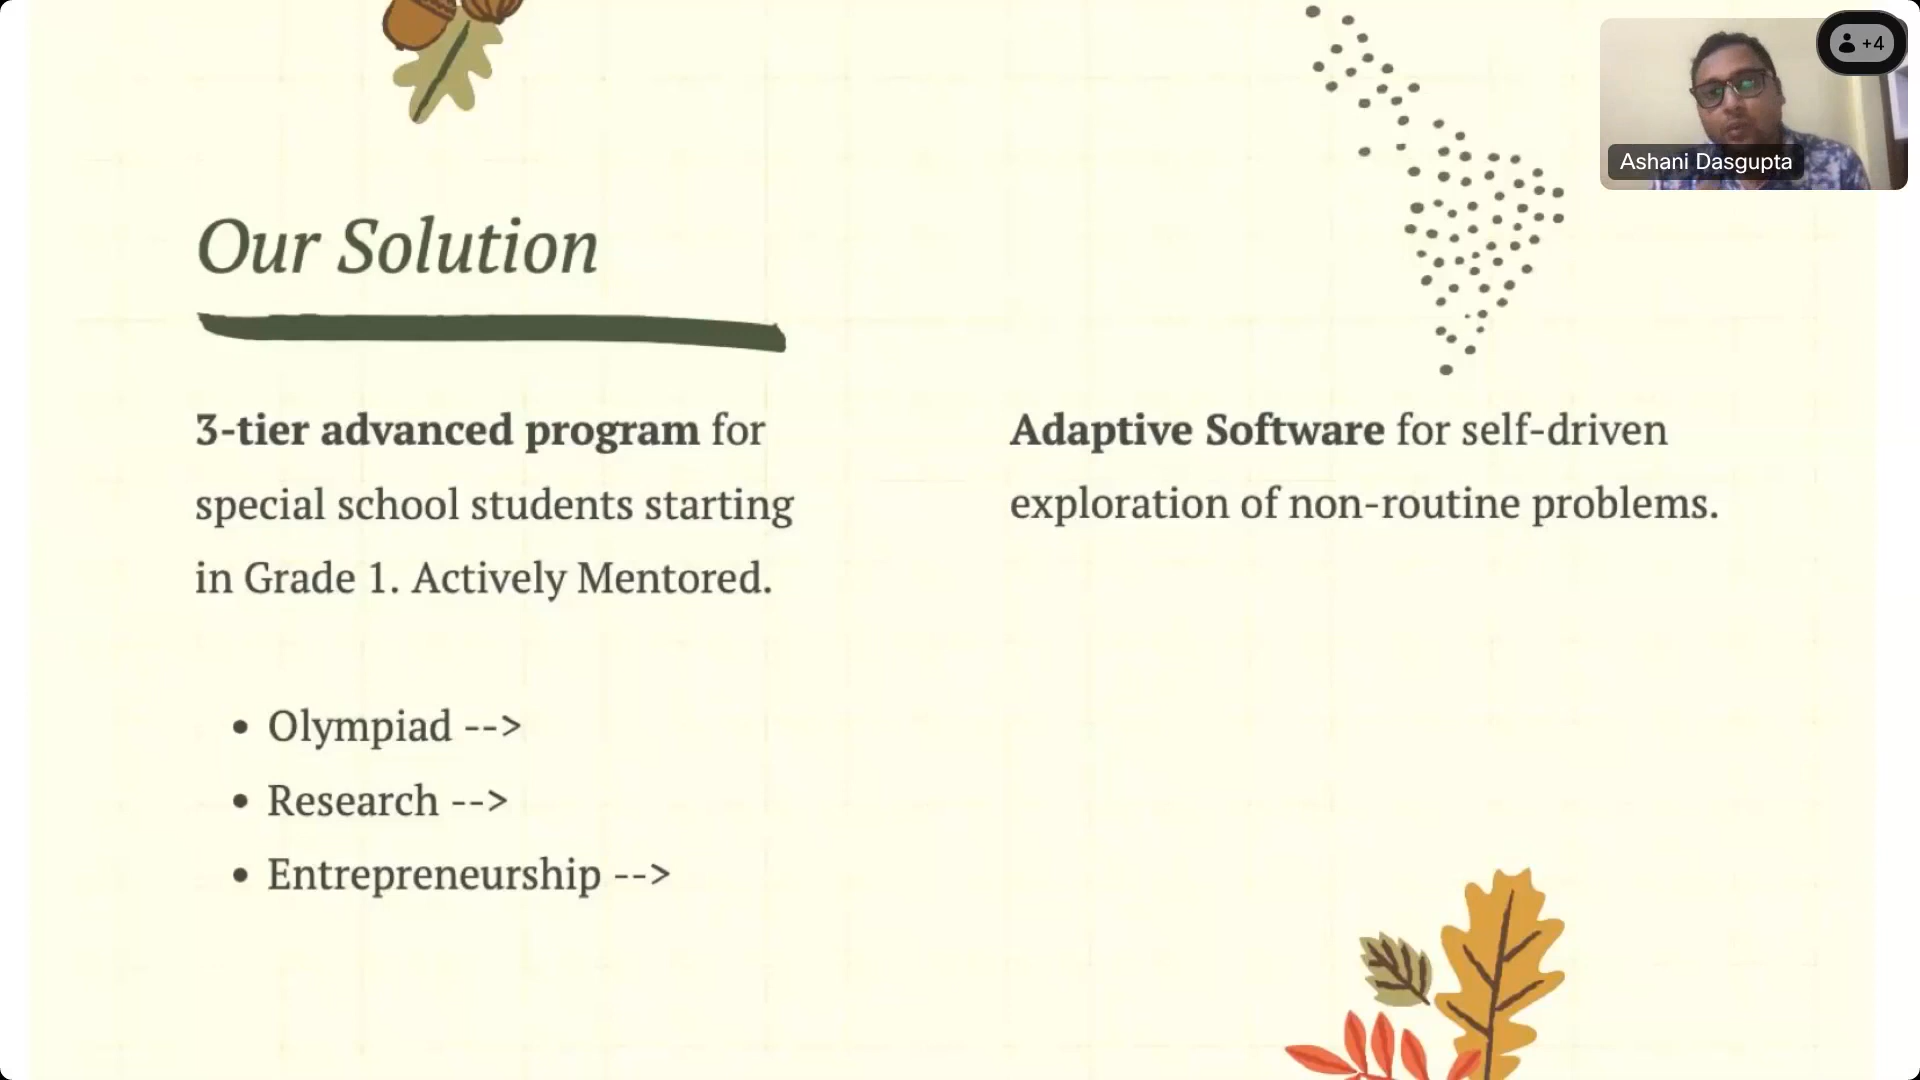 +4
Ashani Dasgupta
Our Solution
3-tier advanced program for
special school students starting
in Grade 1. Actively Mentored.
• Olympiad -->
• Research -->
• Entrepreneurship -->
Adaptive Software for self-driven
exploration of non-routine problems.